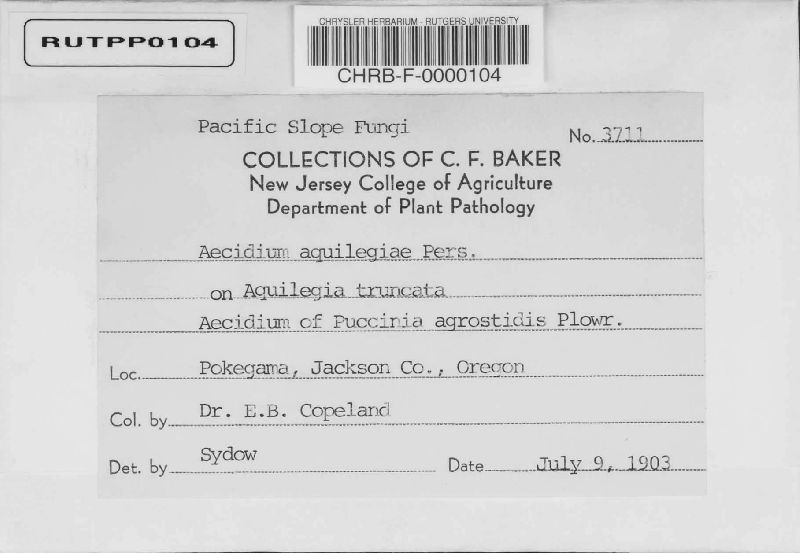 RUTPP0104
CHRYSLER HERBARIUM - RUTGERS UNIVERSITY
CHRB-F-0000104
Pacific Slope Fungi
No. 3711
COLLECTIONS OF C. F. BAKER
New Jersey College of Agriculture
Department of Plant Pathology
Aecidium aquilegiae Pers.
on Aquilegia truncata
Aecidium of Puccinia agrostidis Plowr.
Loc. Pokegama, Jackson Co., Oregon
Col. by Dr. E.B. Copeland
Det. by Sydow Date July 9, 1903